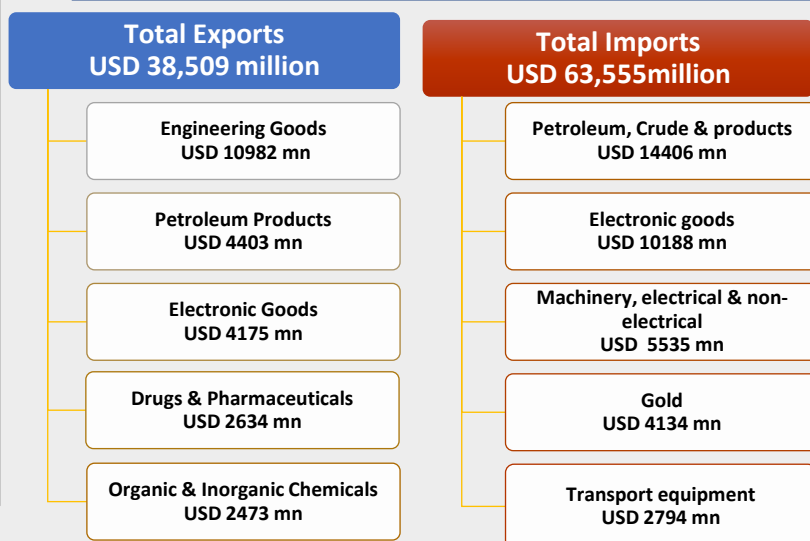 Total Exports
USD 38,509 million
Engineering Goods
USD 10982 mn
Petroleum Products
USD 4403 mn
Electronic Goods
USD 4175 mn
Drugs & Pharmaceuticals
USD 2634 mn
Organic & Inorganic Chemicals
USD 2473 mn
Total Imports
USD 63,555million
Petroleum, Crude & products
USD 14406 mn
Electronic goods
USD 10188 mn
Machinery, electrical & non-
electrical
USD  5535 mn
Gold
USD 4134 mn
Transport equipment
USD 2794 mn